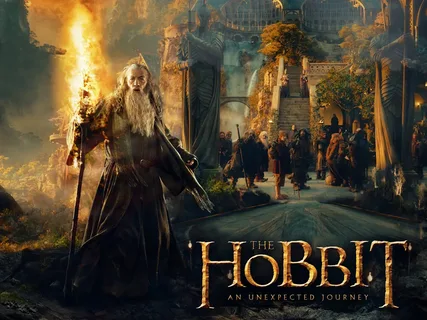 THE
HOBBIT
AN UNEXPECTED JOURNEY